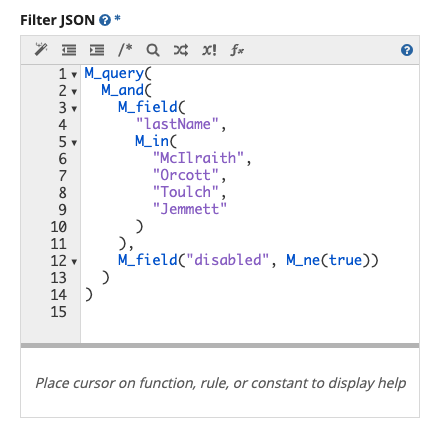 Filter JSON ? *
/* x! ƒx ?
1 M_query(
2 M_and(
3 M_field(
4 "lastName",
5 M_in(
6 "McIlraith",
7 "Orcott",
8 "Toulch",
9 "Jemmett"
10 )
11 ),
12 M_field("disabled", M_ne(true))
13 )
14 )
15
Place cursor on function, rule, or constant to display help